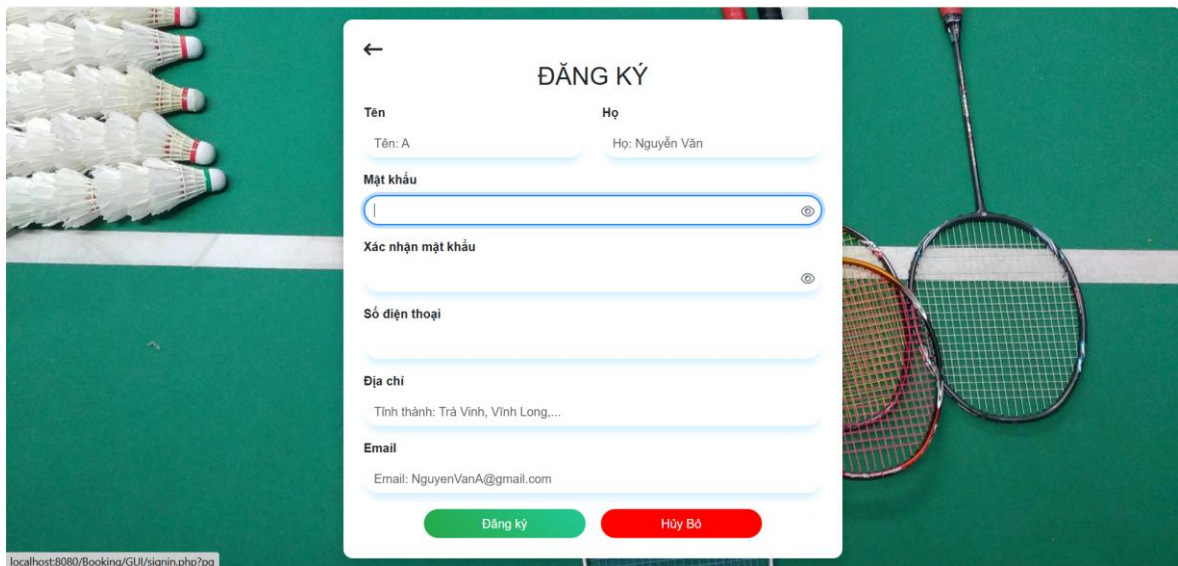 ĐĂNG KÝ
Tên Họ
Tên: A Họ: Nguyễn Văn
Mật khẩu
Xác nhận mật khẩu
Số điện thoại
Địa chỉ
Tỉnh thành: Trà Vinh, Vĩnh Long,...
Email
Email: NguyenVanA@gmail.com
Đăng ký Hủy Bỏ
localhost:8080/Booking/GUI/signin.php?pg